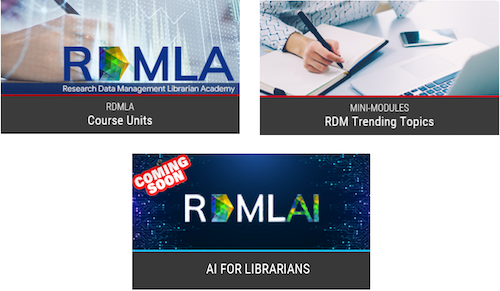 RDMLA
Research Data Management Librarian Academy
RDMLA
Course Units
MINI-MODULES
RDM Trending Topics
COMING
SOON
RDMLAI
AI FOR LIBRARIANS